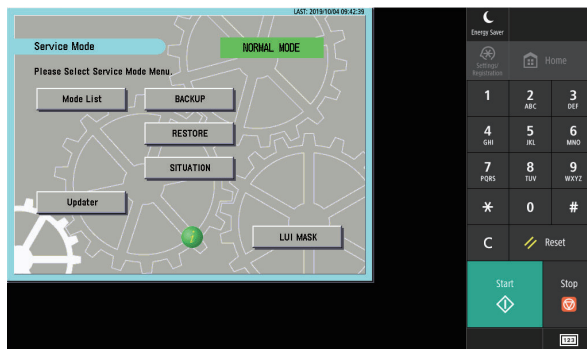 LAST: 2019/10/04 09:42:39
Service Mode
NORMAL MODE
Please Select Service Mode Menu.
Mode List
BACKUP
RESTORE
SITUATION
Updater
i
LUI MASK
Energy Saver
Settings/
Registration
Home
1
2
ABC
3
DEF
4
GHI
5
JKL
6
MNO
7
PQRS
8
TUV
9
WXYZ
*
0
#
C
Reset
Start
Stop
123